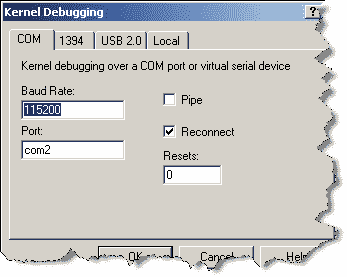 Kernel Debugging
?
COM 1394 USB 2.0 Local
Kernel debugging over a COM port or virtual serial device
Baud Rate:
115200
Pipe
Port:
com2
Reconnect
Resets:
0
OK Cancel Help